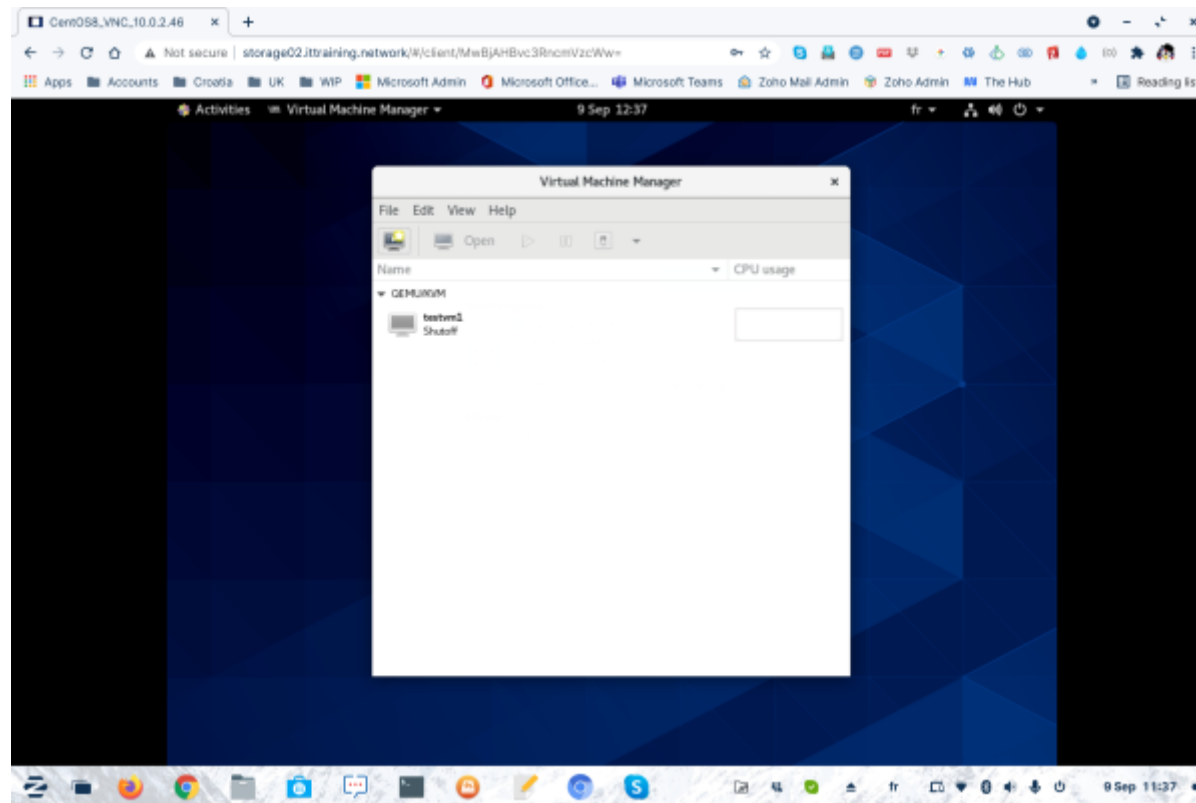 CentOS8_VNC_10.0.2.46 × +
Not secure | storage02.ittraining.network/#/client/MwBjAHBvc3RncmVzcWw=
Apps Accounts Croatia UK WIP Microsoft Admin Microsoft Office... Microsoft Teams Zoho Mail Admin Zoho Admin The Hub » Reading lis
Activities Virtual Machine Manager 9 Sep 12:37 fr
Virtual Machine Manager ×
File Edit View Help
Open
Name CPU usage
QEMU/KVM
testvm1
Shutoff
fr 9 Sep 11:37